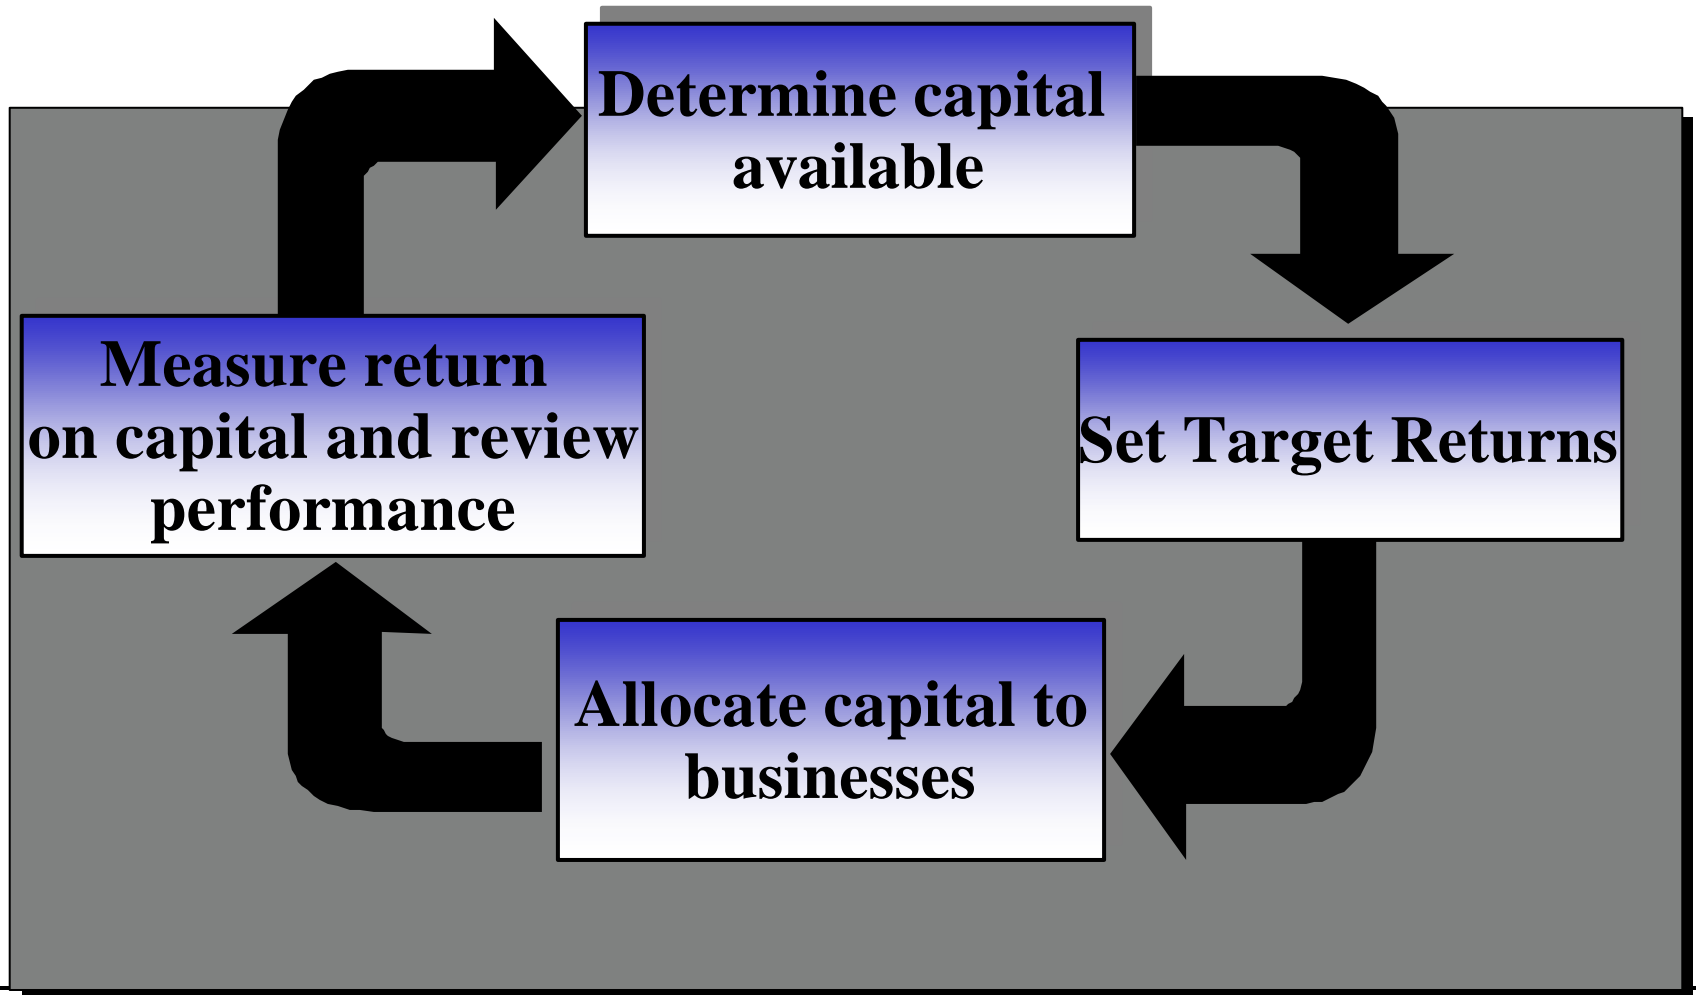 Determine capital
available
Measure return
on capital and review
performance
Set Target Returns
Allocate capital to
businesses